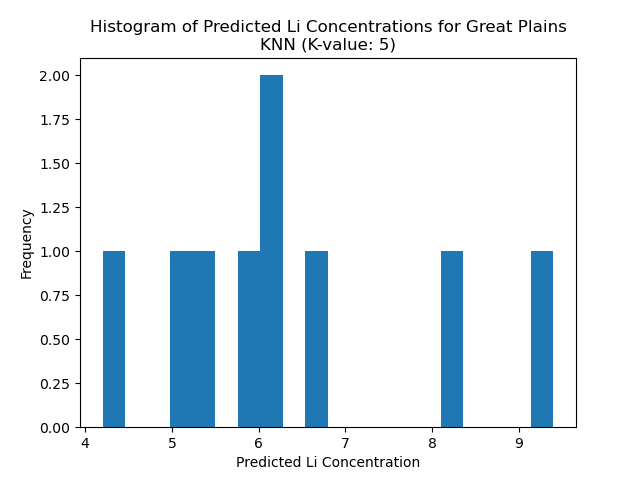 Histogram of Predicted Li Concentrations for Great Plains
KNN (K-value: 5)
2.00
1.75
1.50
1.25
1.00
0.75
0.50
0.25
0.00
Frequency
4 5 6 7 8 9
Predicted Li Concentration